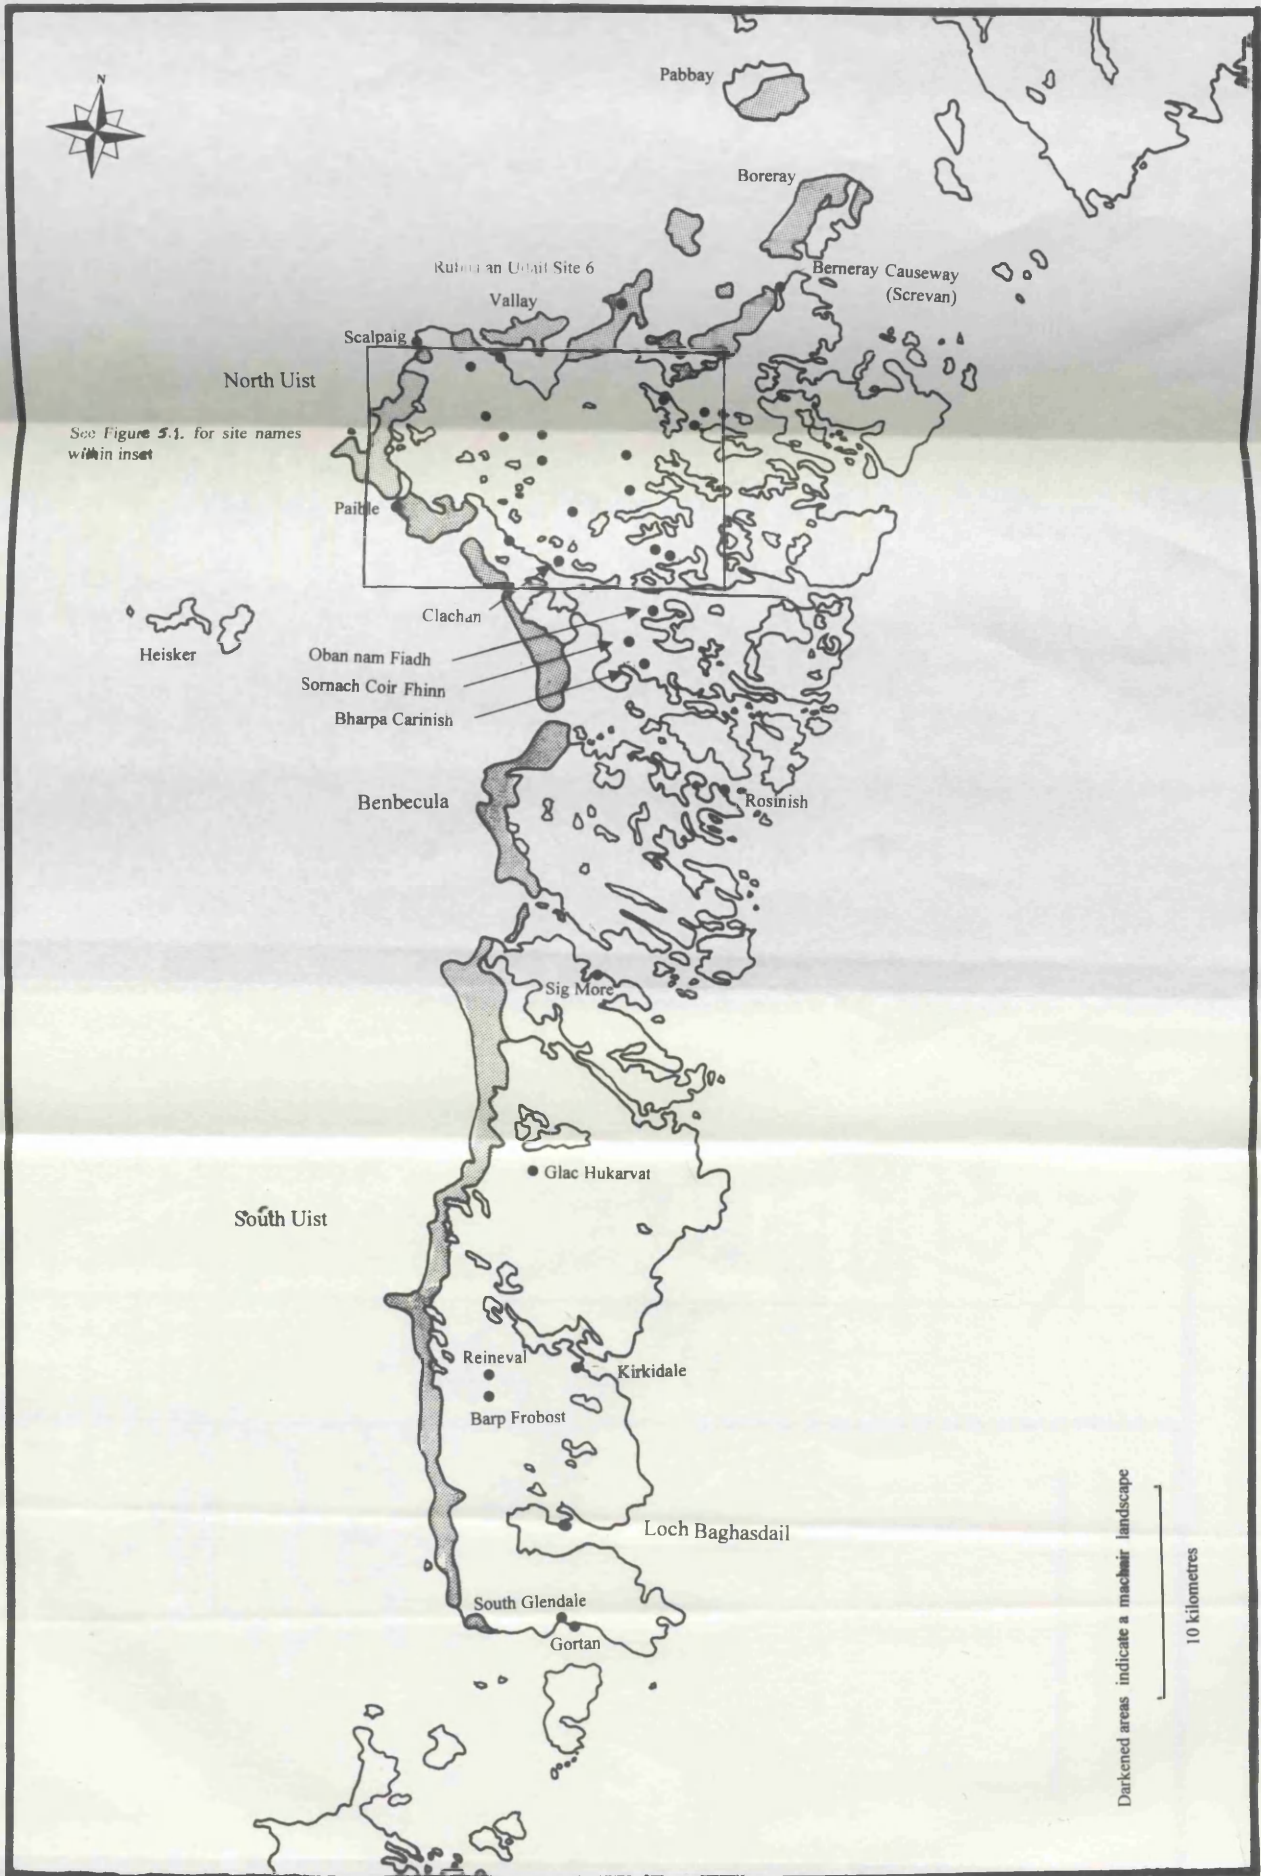 N
Pabbay
Boreray
Site 6
Berneray Causeway
(Screvan)
Vallay
Scalpaig
North Uist
See Figure 5.1. for site names
within inset
Paible
Clachan
Heisker
Oban nam Fiadh
Sornach Coir Fhinn
Bharpa Carinish
Benbecula
Rosinish
Sig More
Glac Hukarvat
South Uist
Reineval
Kirkidale
Barp Frobost
Loch Baghasdail
South Glendale
Gortan
Darkened areas indicate a machair landscape
10 kilometres